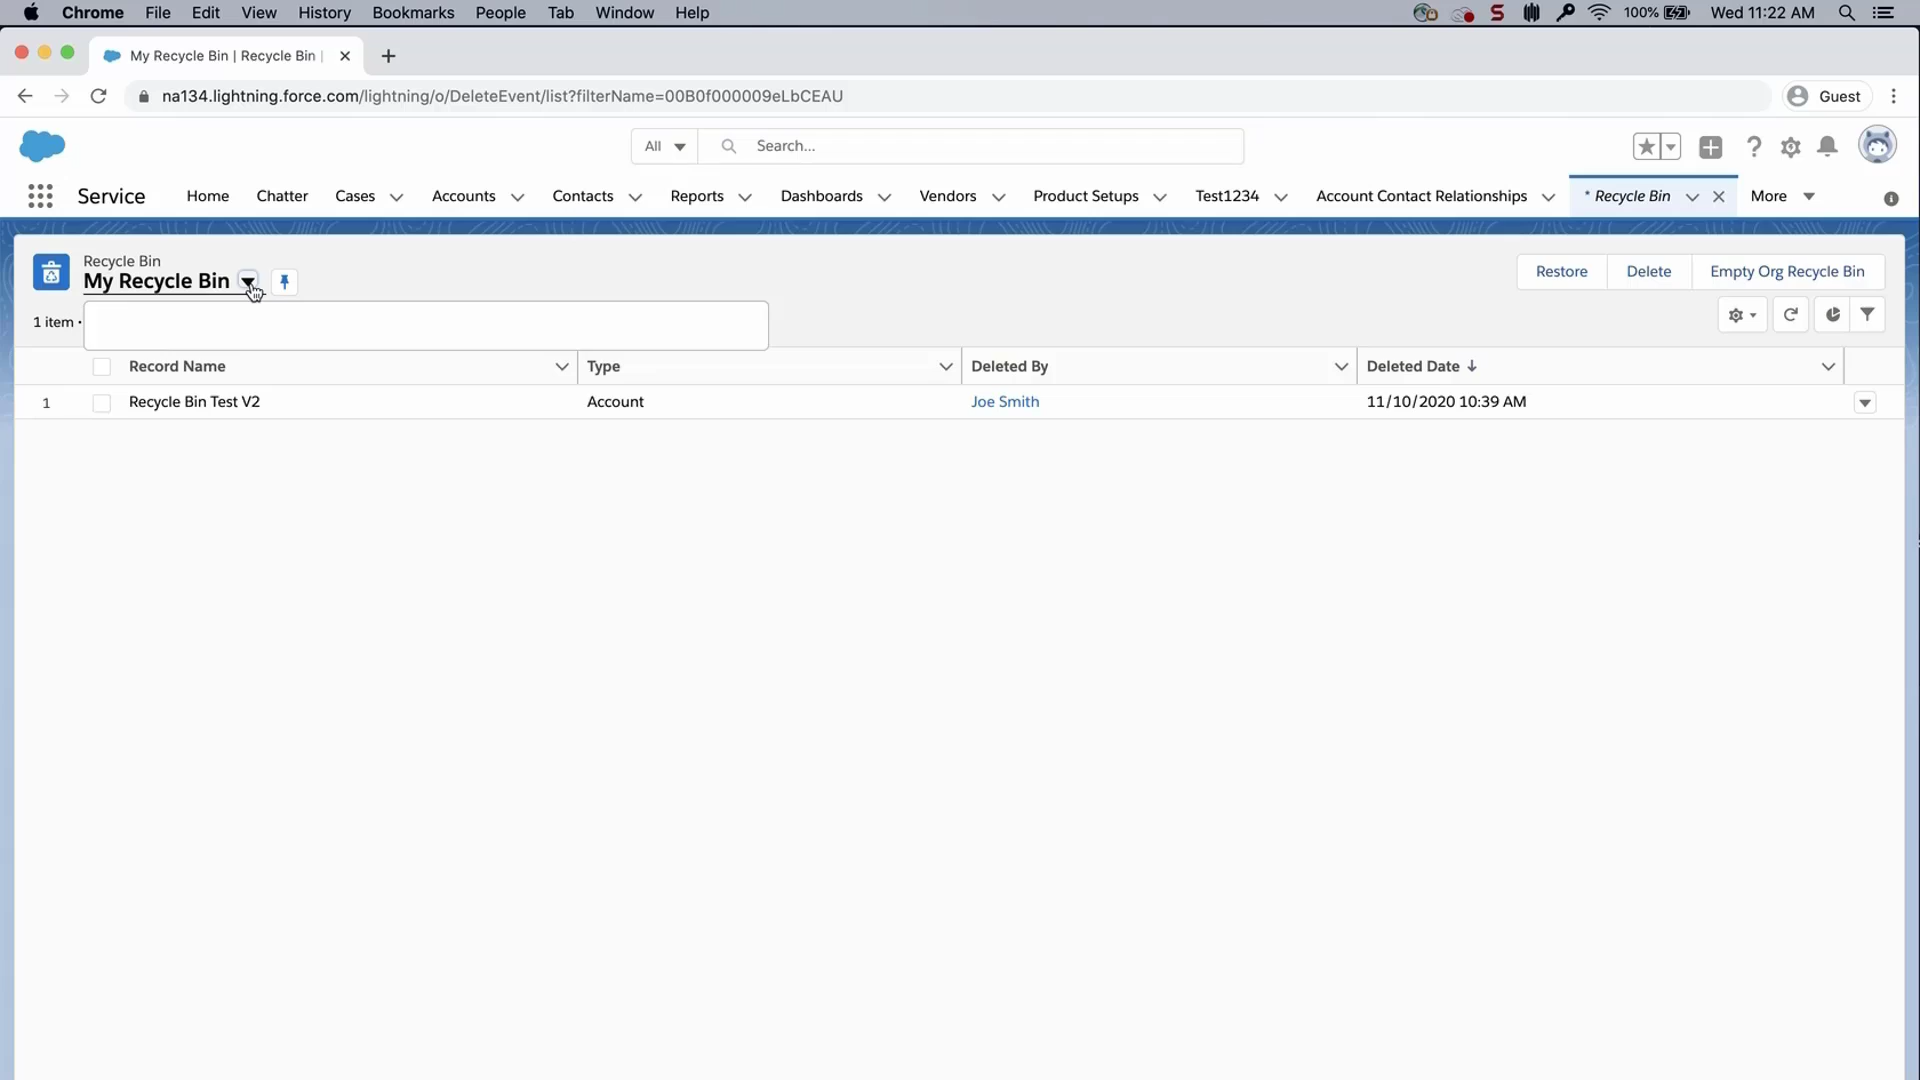 Chrome File Edit View History Bookmarks People Tab Window Help 100% Wed 11:22 AM
My Recycle Bin | Recycle Bin |
na134.lightning.force.com/lightning/o/DeleteEvent/list?filterName=00B0f000009eLbCEAU Guest
All Search...
Service Home Chatter Cases Accounts Contacts Reports Dashboards Vendors Product Setups Test1234 Account Contact Relationships * Recycle Bin More
Recycle Bin
My Recycle Bin
Restore Delete Empty Org Recycle Bin
1 item •
Record Name Type Deleted By Deleted Date
1 Recycle Bin Test V2 Account Joe Smith 11/10/2020 10:39 AM